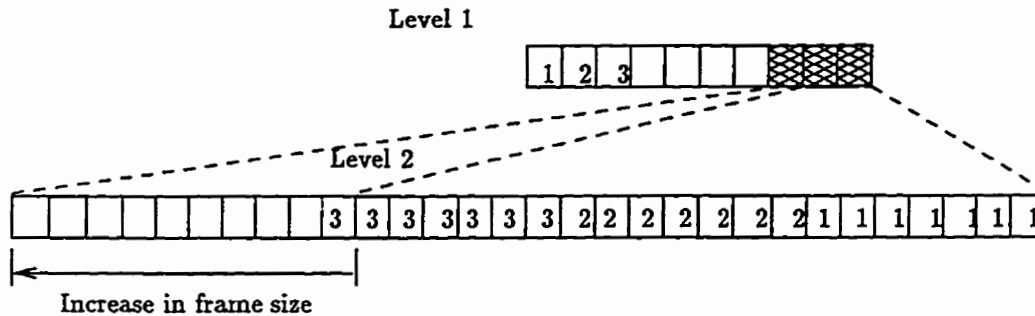 Level 1
1 2 3
Level 2
3 3 3 3 3 3 3 2 2 2 2 2 2 2 1 1 1 1 1 1 1
Increase in frame size